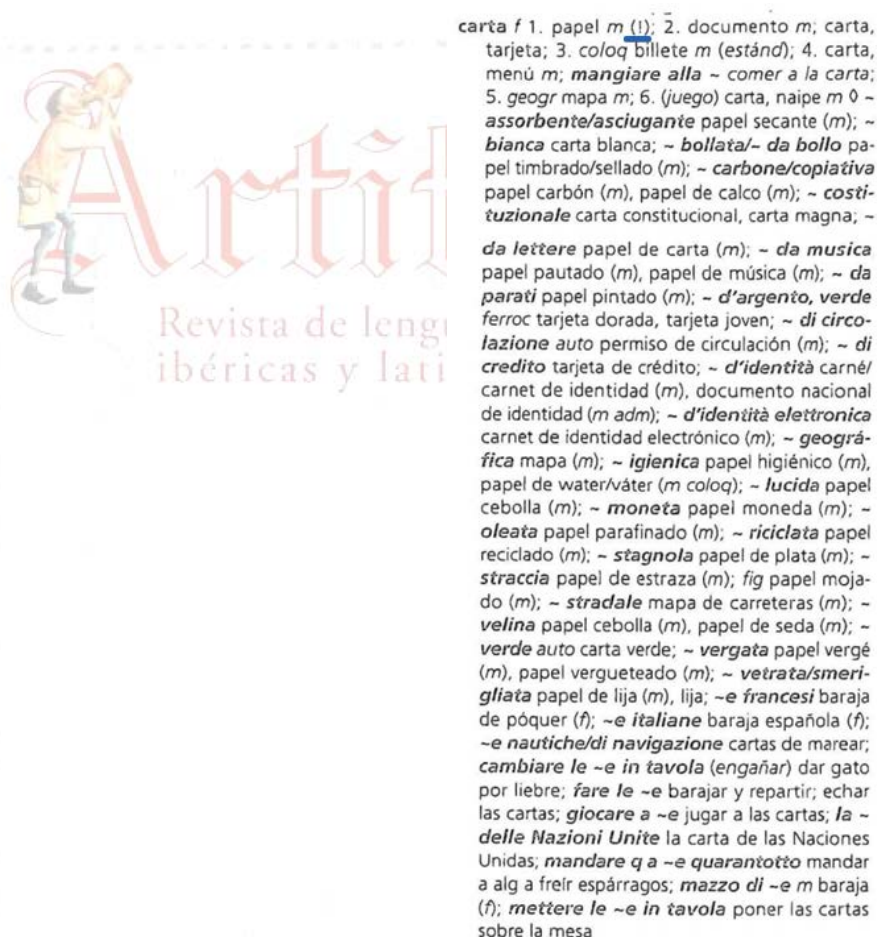 carta f 1. papel m (!); 2. documento m; carta,
tarjeta; 3. coloq billete m (estánd); 4. carta,
menú m; mangiare alla ~ comer a la carta;
5. geogr mapa m; 6. (juego) carta, naipe m ◊ ~
assorbente/asciugante papel secante (m); ~
bianca carta blanca; ~ bollata/~ da bollo pa-
pel timbrado/sellado (m); ~ carbone/copiativa
papel carbón (m), papel de calco (m); ~ costi-
tuzionale carta constitucional, carta magna; ~
da lettere papel de carta (m); ~ da musica
papel pautado (m), papel de música (m); ~ da
parati papel pintado (m); ~ d'argento, verde
ferroc tarjeta dorada, tarjeta joven; ~ di circo-
lazione auto permiso de circulación (m); ~ di
credito tarjeta de crédito; ~ d'identità carné/
carnet de identidad (m), documento nacional
de identidad (m adm); ~ d'identità elettronica
carnet de identidad electrónico (m); ~ geográ-
fica mapa (m); ~ igienica papel higiénico (m),
papel de water/váter (m coloq); ~ lucida papel
cebolla (m); ~ moneta papel moneda (m); ~
oleata papel parafinado (m); ~ riciclata papel
reciclado (m); ~ stagnola papel de plata (m); ~
straccia papel de estraza (m); fig papel moja-
do (m); ~ stradale mapa de carreteras (m); ~
velina papel cebolla (m), papel de seda (m); ~
verde auto carta verde; ~ vergata papel vergé
(m), papel vergueteado (m); ~ vetrata/smeri-
gliata papel de lija (m), lija; ~e francesi baraja
de póquer (f); ~e italiane baraja española (f);
~e nautiche/di navigazione cartas de marear;
cambiare le ~e in tavola (engañar) dar gato
por liebre; fare le ~e barajar y repartir; echar
las cartas; giocare a ~e jugar a las cartas; la ~
delle Nazioni Unite la carta de las Naciones
Unidas; mandare q a ~e quarantotto mandar
a alg a freír espárragos; mazzo di ~e m baraja
(f); mettere le ~e in tavola poner las cartas
sobre la mesa
Artif
Revista de leng
ibéricas y lati